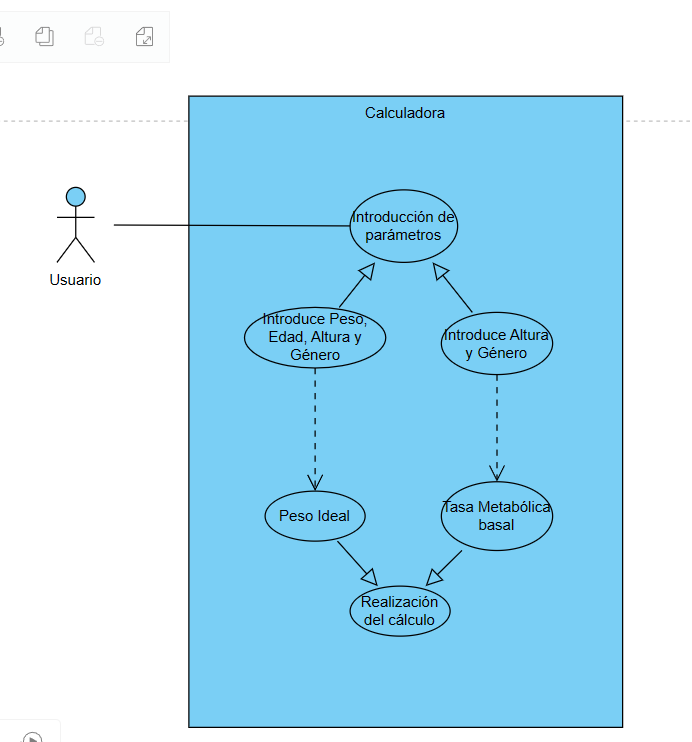 Calculadora
Usuario
Introducción de
parámetros
Introduce Peso,
Edad, Altura y
Género
Introduce Altura
y Género
Peso Ideal
Tasa Metabólica
basal
Realización
del cálculo